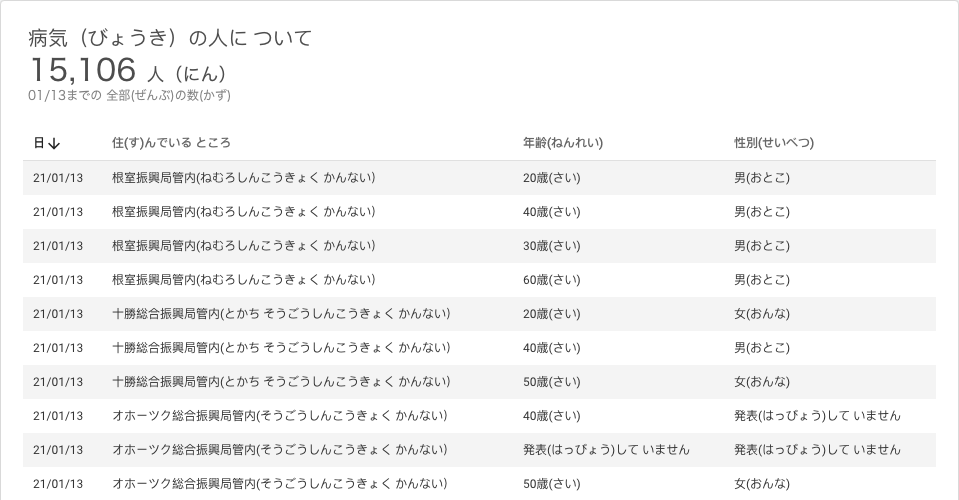 病気（びょうき）の人に ついて
15,106 人（にん）
01/13までの 全部(ぜんぶ)の数(かず)
日↓ 住(す)んでいる ところ 年齢(ねんれい) 性別(せいべつ)
21/01/13 根室振興局管内(ねむろしんこうきょく かんない） 20歳(さい) 男(おとこ)
21/01/13 根室振興局管内(ねむろしんこうきょく かんない） 40歳(さい) 男(おとこ)
21/01/13 根室振興局管内(ねむろしんこうきょく かんない） 30歳(さい) 男(おとこ)
21/01/13 根室振興局管内(ねむろしんこうきょく かんない） 60歳(さい) 男(おとこ)
21/01/13 十勝総合振興局管内(とかち そうごうしんこうきょく かんない） 20歳(さい) 女(おんな)
21/01/13 十勝総合振興局管内(とかち そうごうしんこうきょく かんない） 40歳(さい) 男(おとこ)
21/01/13 十勝総合振興局管内(とかち そうごうしんこうきょく かんない） 50歳(さい) 女(おんな)
21/01/13 オホーツク総合振興局管内(そうごうしんこうきょく かんない） 40歳(さい) 発表(はっぴょう)して いません
21/01/13 オホーツク総合振興局管内(そうごうしんこうきょく かんない） 発表(はっぴょう)して いません 発表(はっぴょう)して いません
21/01/13 オホーツク総合振興局管内(そうごうしんこうきょく かんない） 50歳(さい) 女(おんな)